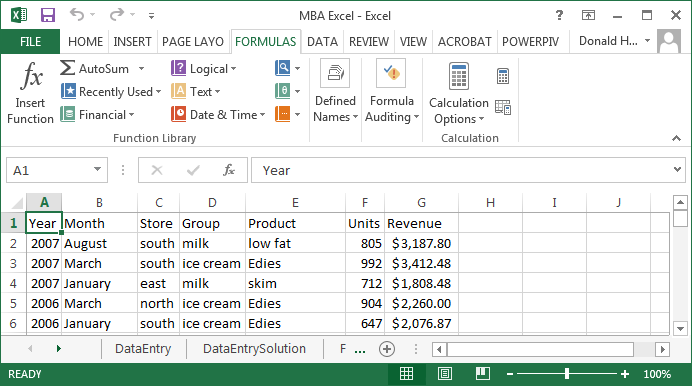 MBA Excel - Excel
FILE HOME INSERT PAGE LAYO FORMULAS DATA REVIEW VIEW ACROBAT POWERPIV Donald H...
fx Insert Function
AutoSum Logical
Recently Used Text
Financial Date & Time
Function Library
Defined Names
Formula Auditing
Calculation Options
Calculation
A1 fx Year
A B C D E F G H I J
1 Year Month Store Group Product Units Revenue
2 2007 August south milk low fat 805 $3,187.80
3 2007 March south ice cream Edies 992 $3,412.48
4 2007 January east milk skim 712 $1,808.48
5 2006 March north ice cream Edies 904 $2,260.00
6 2006 January south ice cream Edies 647 $2,076.87
DataEntry DataEntrySolution F ...
READY 100%